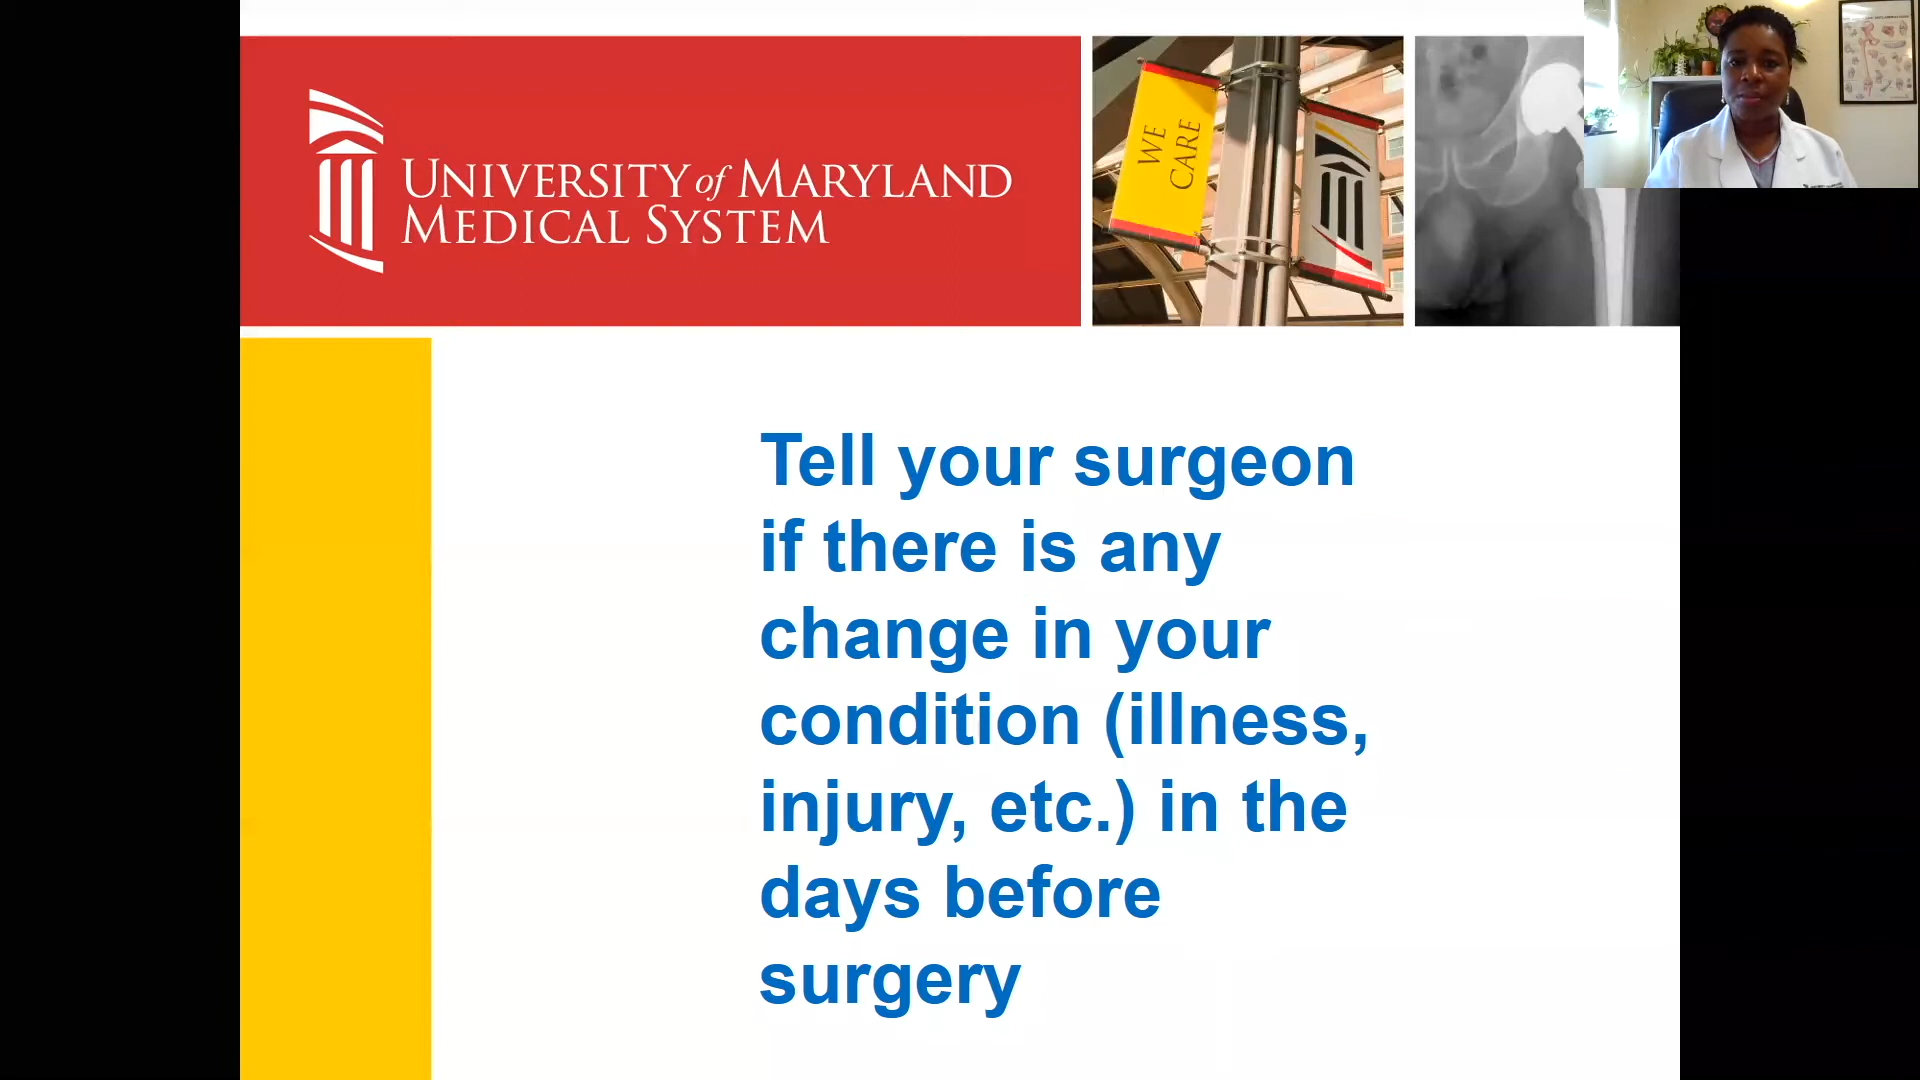 UNIVERSITY of MARYLAND
MEDICAL SYSTEM
WE
CARE
Tell your surgeon
if there is any
change in your
condition (illness,
injury, etc.) in the
days before
surgery